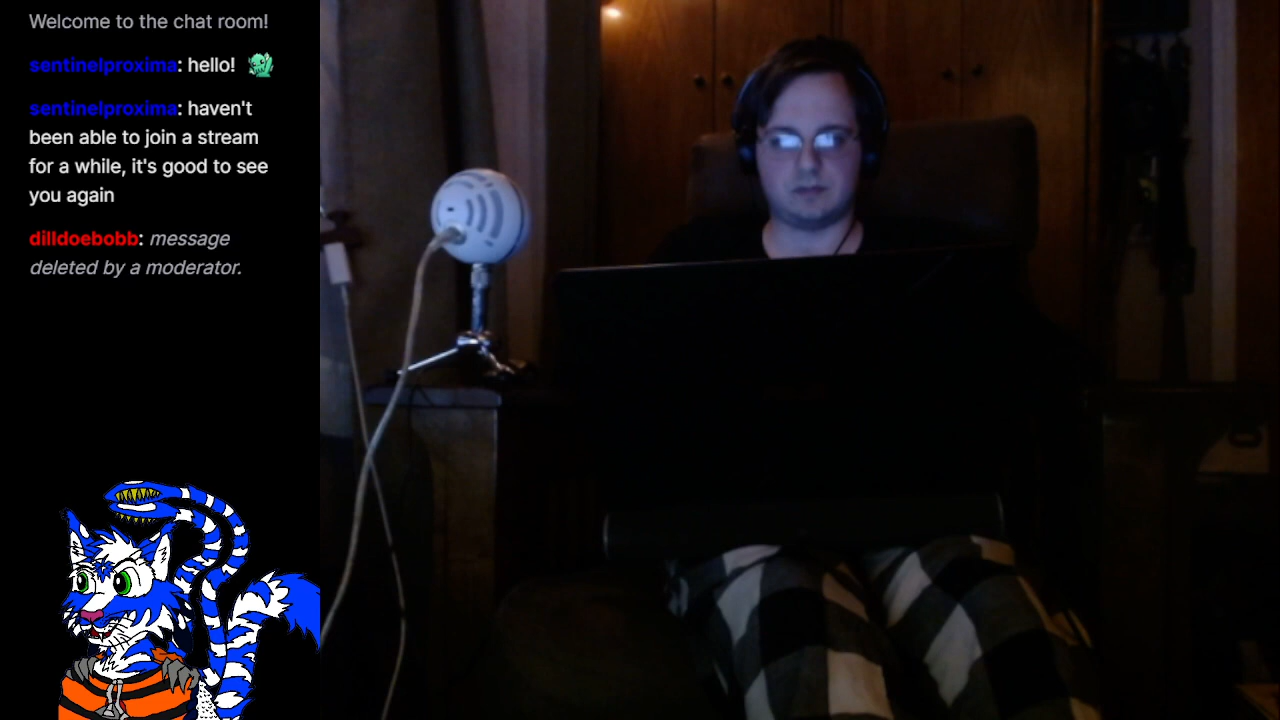 Welcome to the chat room!
sentinelproxima: hello!
sentinelproxima: haven't
been able to join a stream
for a while, it's good to see
you again
dilldoebobb: message
deleted by a moderator.